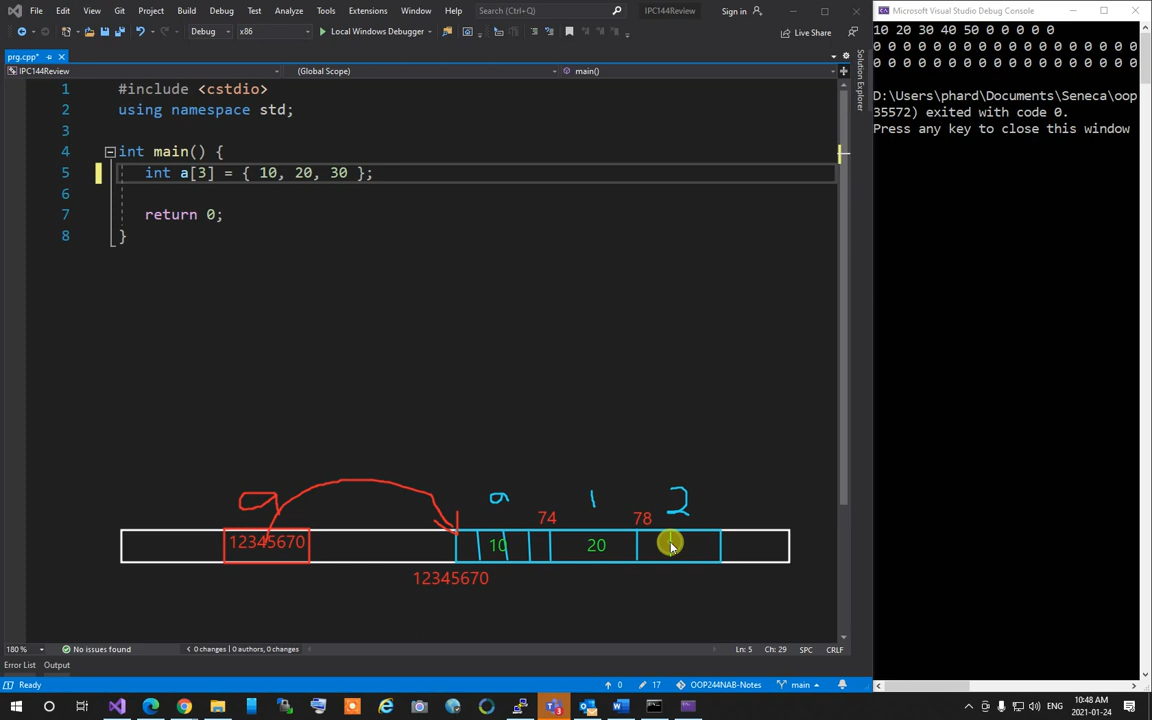 File Edit View Git Project Build Debug Test Analyze Tools Extensions Window Help Search (Ctrl+Q) IPC144Review Sign in
Debug x86 Local Windows Debugger Live Share
prg.cpp*
IPC144Review (Global Scope) main()
1 #include <cstdio>
2 using namespace std;
3
4 int main() {
5 int a[3] = { 10, 20, 30 };
6
7 return 0;
8 }
Solution Explorer
a 0 1 2
74 78
12345670 10 20
12345670
180 % No issues found 0 changes | 0 authors, 0 changes Ln: 5 Ch: 29 SPC CRLF
Error List Output
Ready 0 17 OOP244NAB-Notes main
Microsoft Visual Studio Debug Console
10 20 30 40 50 0 0 0 0 0
0 0 0 0 0 0 0 0 0 0 0 0 0
0 0 0 0 0 0 0 0 0 0 0 0 0
D:\Users\phard\Documents\Seneca\oop
35572) exited with code 0.
Press any key to close this window
ENG 10:48 AM
2021-01-24